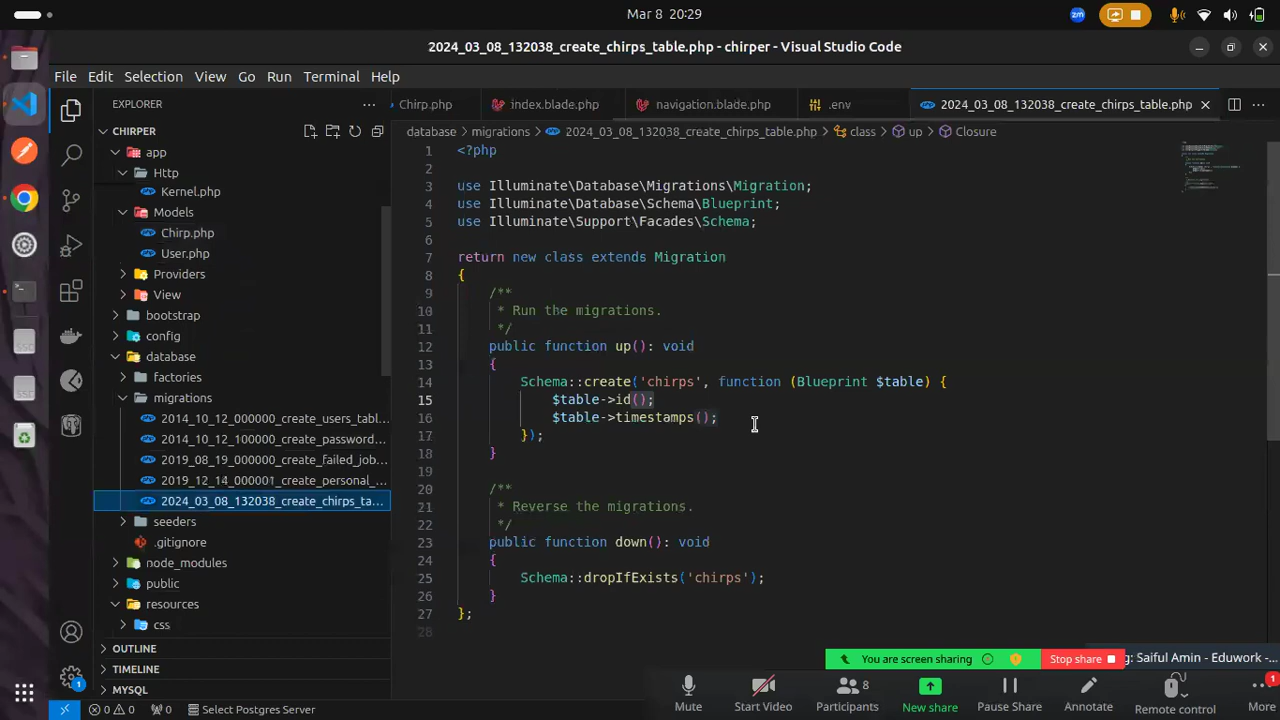 Mar 8 20:29
zm
2024_03_08_132038_create_chirps_table.php - chirper - Visual Studio Code
File Edit Selection View Go Run Terminal Help
EXPLORER
Chirp.php
index.blade.php
navigation.blade.php
.env
2024_03_08_132038_create_chirps_table.php
CHIRPER
database
migrations
2024_03_08_132038_create_chirps_table.php
class
up
Closure
app
Http
Kernel.php
Models
Chirp.php
User.php
Providers
View
bootstrap
config
database
factories
migrations
2014_10_12_000000_create_users_tabl...
2014_10_12_100000_create_password...
2019_08_19_000000_create_failed_job...
2019_12_14_000001_create_personal_...
2024_03_08_132038_create_chirps_ta...
seeders
.gitignore
node_modules
public
resources
css
OUTLINE
TIMELINE
MYSQL
1 <?php
2
3 use Illuminate\Database\Migrations\Migration;
4 use Illuminate\Database\Schema\Blueprint;
5 use Illuminate\Support\Facades\Schema;
6
7 return new class extends Migration
8 {
9 /**
10 * Run the migrations.
11 */
12 public function up(): void
13 {
14 Schema::create('chirps', function (Blueprint $table) {
15 $table->id();
16 $table->timestamps();
17 });
18 }
19
20 /**
21 * Reverse the migrations.
22 */
23 public function down(): void
24 {
25 Schema::dropIfExists('chirps');
26 }
27 };
28
You are screen sharing
Stop share
g: Saiful Amin - Eduwork -...
1
0 0 0 Select Postgres Server
Mute
Start Video
8
Participants
New share
Pause Share
Annotate
Remote control
1
More